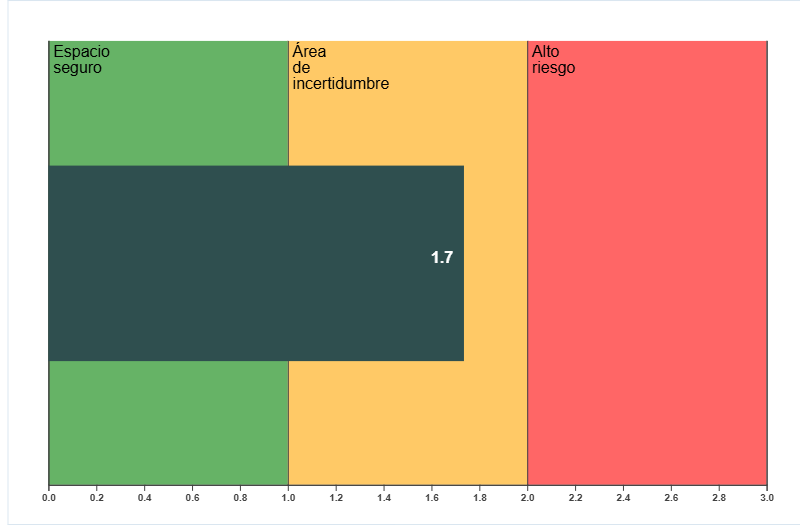 Espacio
seguro
Área
de
incertidumbre
Alto
riesgo
1.7
0.0 0.2 0.4 0.6 0.8 1.0 1.2 1.4 1.6 1.8 2.0 2.2 2.4 2.6 2.8 3.0